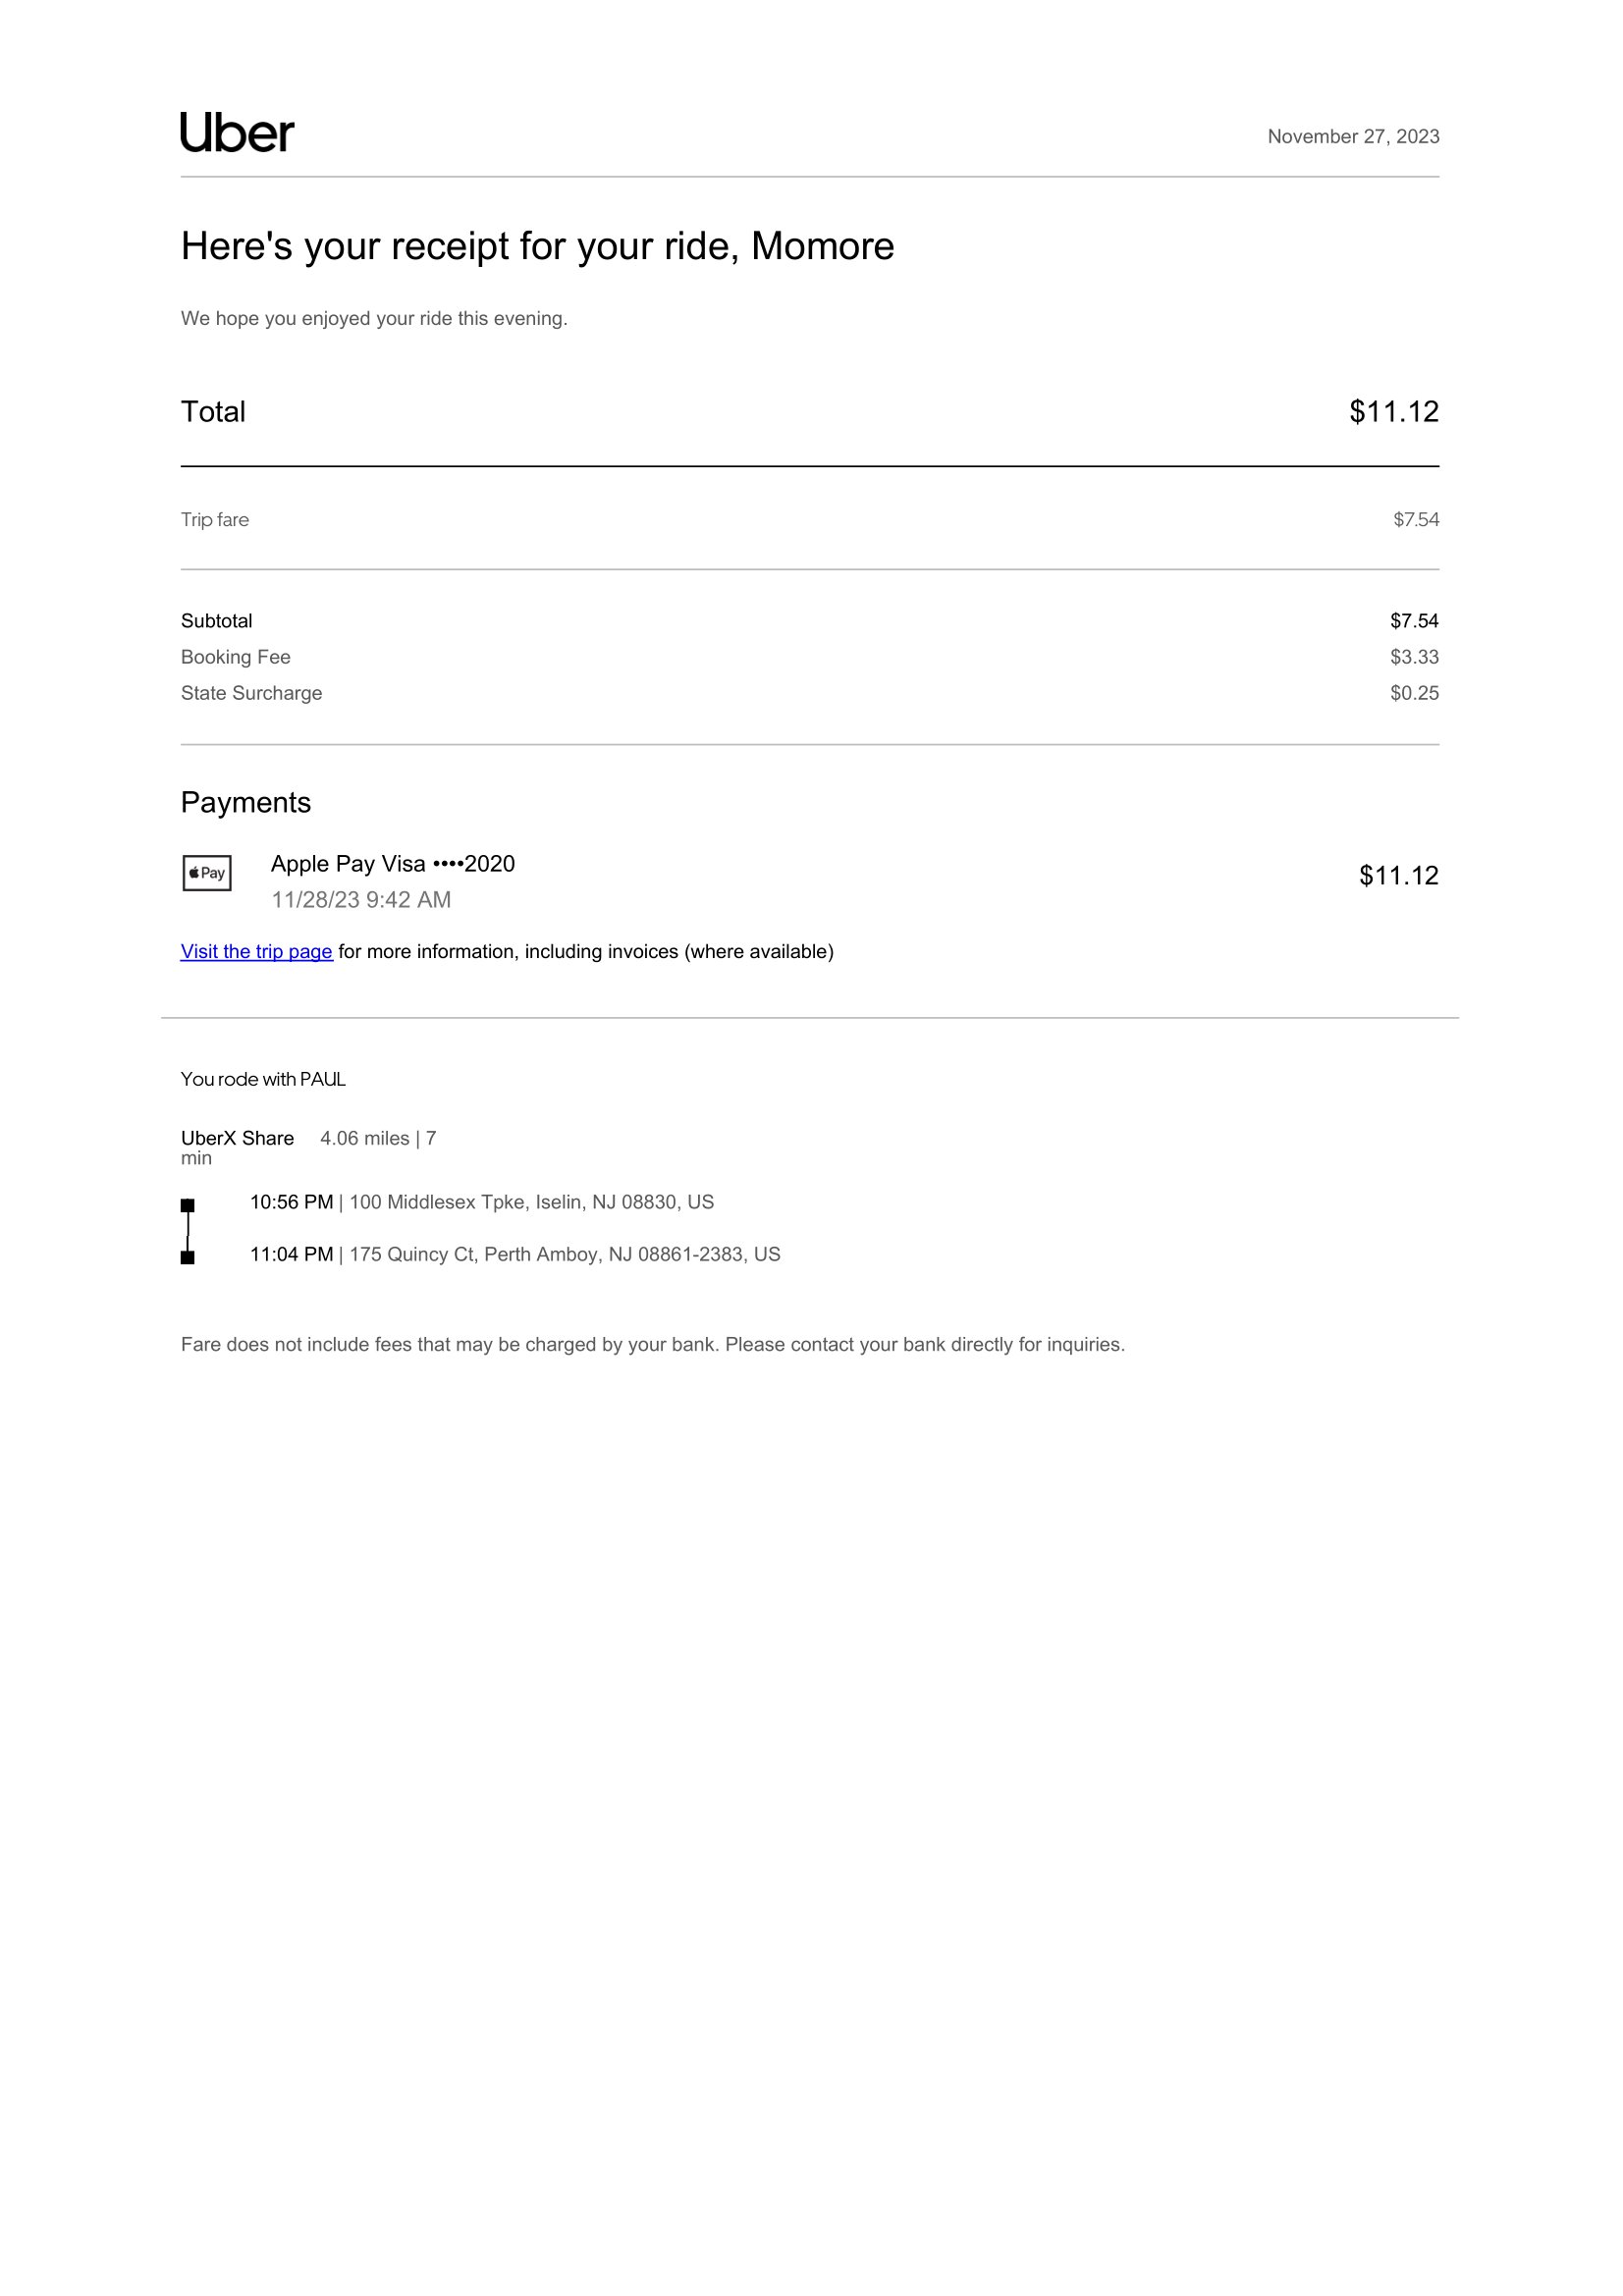 Uber
November 27, 2023
Here's your receipt for your ride, Momore
We hope you enjoyed your ride this evening.
Total $11.12
Trip fare $7.54
Subtotal $7.54
Booking Fee $3.33
State Surcharge $0.25
Payments
Pay
Apple Pay Visa ••••2020
$11.12
11/28/23 9:42 AM
Visit the trip page for more information, including invoices (where available)
You rode with PAUL
UberX Share 4.06 miles | 7
min
10:56 PM | 100 Middlesex Tpke, Iselin, NJ 08830, US
11:04 PM | 175 Quincy Ct, Perth Amboy, NJ 08861-2383, US
Fare does not include fees that may be charged by your bank. Please contact your bank directly for inquiries.